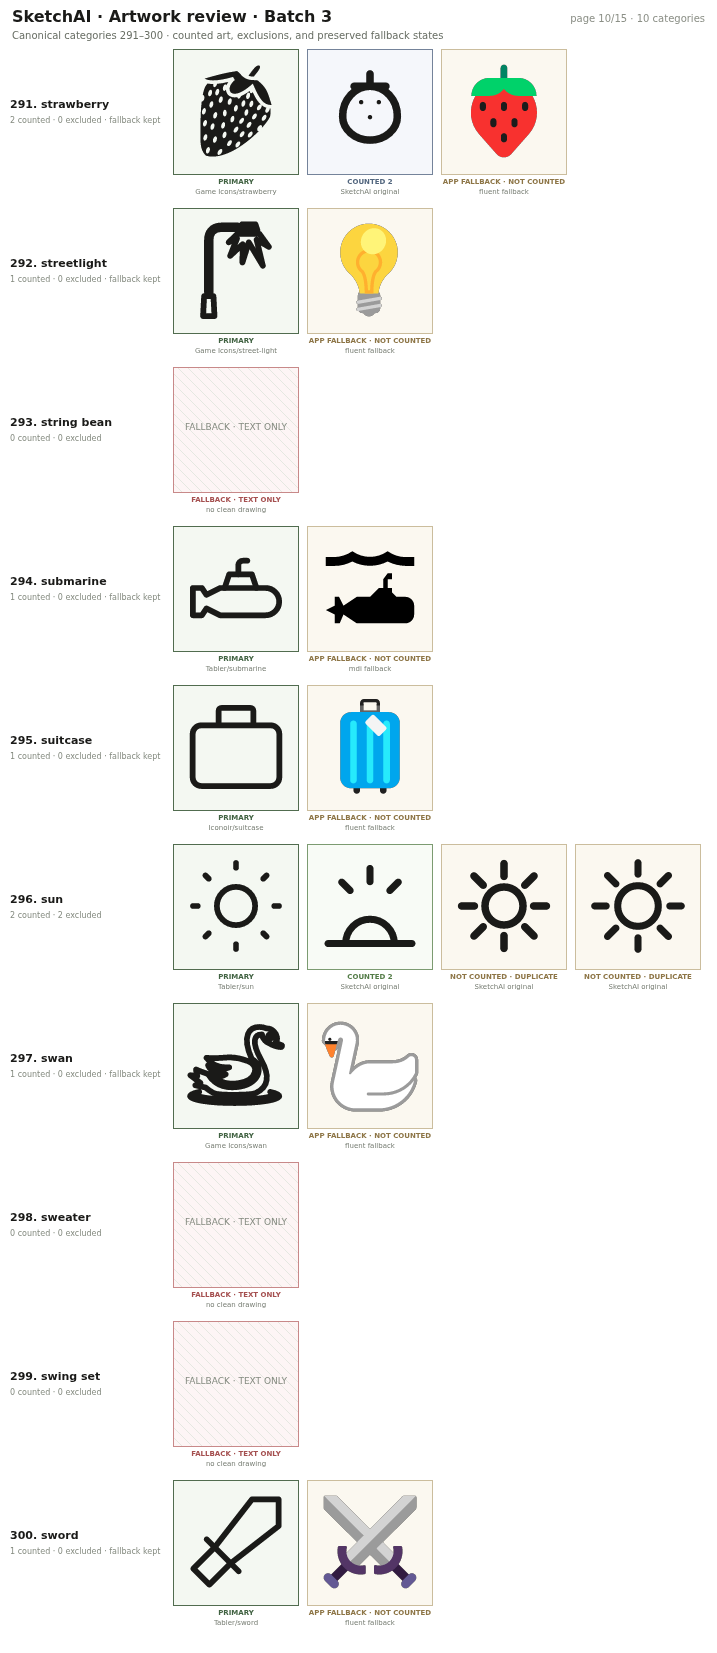 SketchAI · Artwork review · Batch 3
page 10/15 · 10 categories
Canonical categories 291–300 · counted art, exclusions, and preserved fallback states
291. strawberry
2 counted · 0 excluded · fallback kept
PRIMARY
Game Icons/strawberry
COUNTED 2
SketchAI original
APP FALLBACK · NOT COUNTED
fluent fallback
292. streetlight
1 counted · 0 excluded · fallback kept
PRIMARY
Game Icons/street-light
APP FALLBACK · NOT COUNTED
fluent fallback
293. string bean
0 counted · 0 excluded
FALLBACK · TEXT ONLY
FALLBACK · TEXT ONLY
no clean drawing
294. submarine
1 counted · 0 excluded · fallback kept
PRIMARY
Tabler/submarine
APP FALLBACK · NOT COUNTED
mdi fallback
295. suitcase
1 counted · 0 excluded · fallback kept
PRIMARY
Iconoir/suitcase
APP FALLBACK · NOT COUNTED
fluent fallback
296. sun
2 counted · 2 excluded
PRIMARY
Tabler/sun
COUNTED 2
SketchAI original
NOT COUNTED · DUPLICATE
SketchAI original
NOT COUNTED · DUPLICATE
SketchAI original
297. swan
1 counted · 0 excluded · fallback kept
PRIMARY
Game Icons/swan
APP FALLBACK · NOT COUNTED
fluent fallback
298. sweater
0 counted · 0 excluded
FALLBACK · TEXT ONLY
FALLBACK · TEXT ONLY
no clean drawing
299. swing set
0 counted · 0 excluded
FALLBACK · TEXT ONLY
FALLBACK · TEXT ONLY
no clean drawing
300. sword
1 counted · 0 excluded · fallback kept
PRIMARY
Tabler/sword
APP FALLBACK · NOT COUNTED
fluent fallback